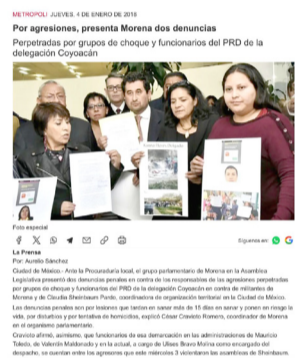 METROPOLI JUEVES, 4 DE ENERO DE 2018
Por agresiones, presenta Morena dos denuncias
Perpetradas por grupos de choque y funcionarios del PRD de la
delegación Coyoacán
Foto especial
Síguenos en:
La Prensa
Por: Aurelio Sánchez
Ciudad de México.- Ante la Procuraduría local, el grupo parlamentario de Morena en la Asamblea
Legislativa presentó dos denuncias penales en contra de los responsables de las agresiones perpetradas
por grupos de choque y funcionarios del PRD de la delegación Coyoacán en contra de militantes de
Morena y de Claudia Sheinbaum Pardo, coordinadora de organización territorial en la Ciudad de México.
Las denuncias penales son por lesiones que tardan en sanar más de 15 días en sanar y ponen en riesgo la
vida, por disturbios y por tentativa de homicidios, explicó César Cravioto Romero, coordinador de Morena
en el organismo parlamentario.
Cravioto afirmó, asimismo, que funcionarios de esa demarcación en las administraciones de Mauricio
Toledo, de Valentín Maldonado y en la actual, a cargo de Ulises Bravo Molina como encargado del
despacho, se cuentan entre los agresores que este miércoles 3 violentaron las asambleas de Sheinbaum.